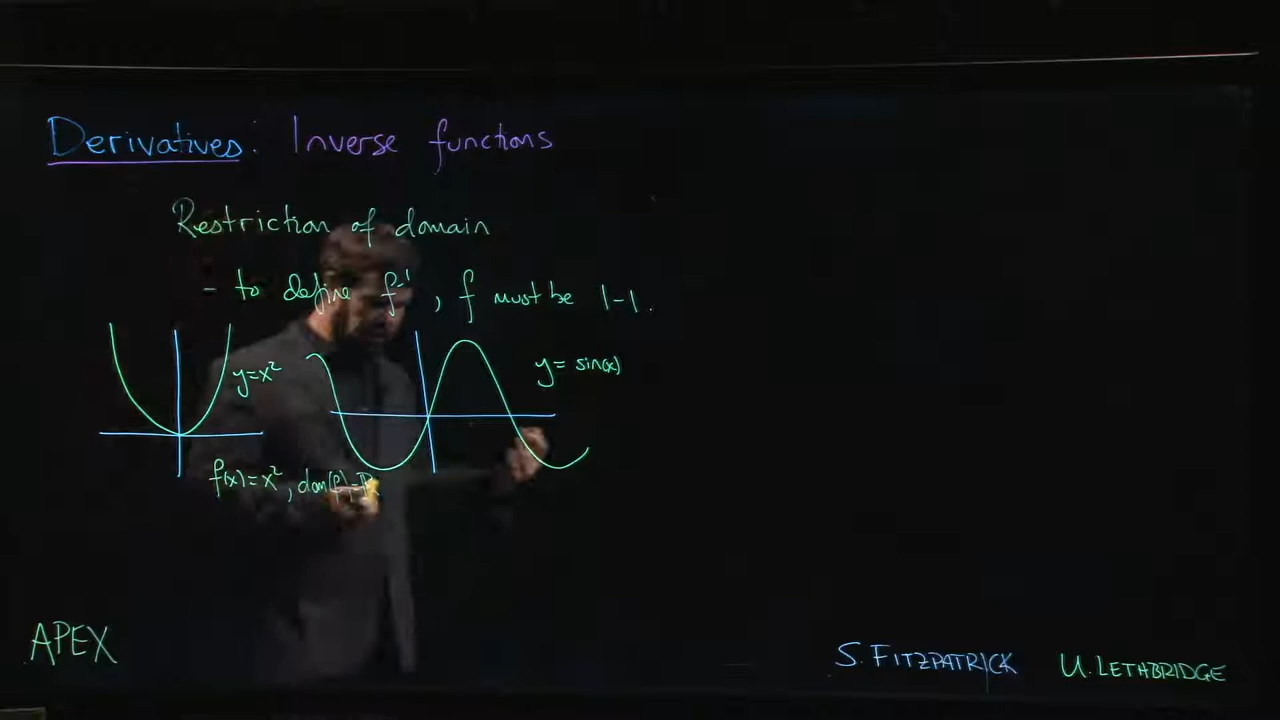 Derivatives: Inverse functions
Restriction of domain
- to define f⁻¹, f must be 1-1.
y=x²
y= sin(x)
f(x)=x², dom(f)=ℝ
APEX
S. FITZPATRICK U. LETHBRIDGE